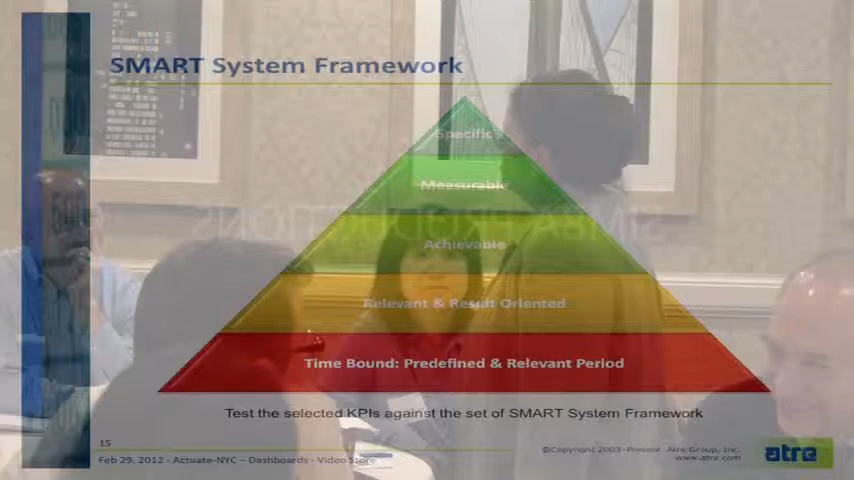 SMART System Framework
Specific
Measurable
Achievable
Relevant & Result Oriented
Time Bound: Predefined & Relevant Period
Test the selected KPIs against the set of SMART System Framework
15
©Copyright 2003-Present Atre Group, Inc.
www.atre.com
Feb 29, 2012 - Actuate-NYC – Dashboards - Video Store
atre